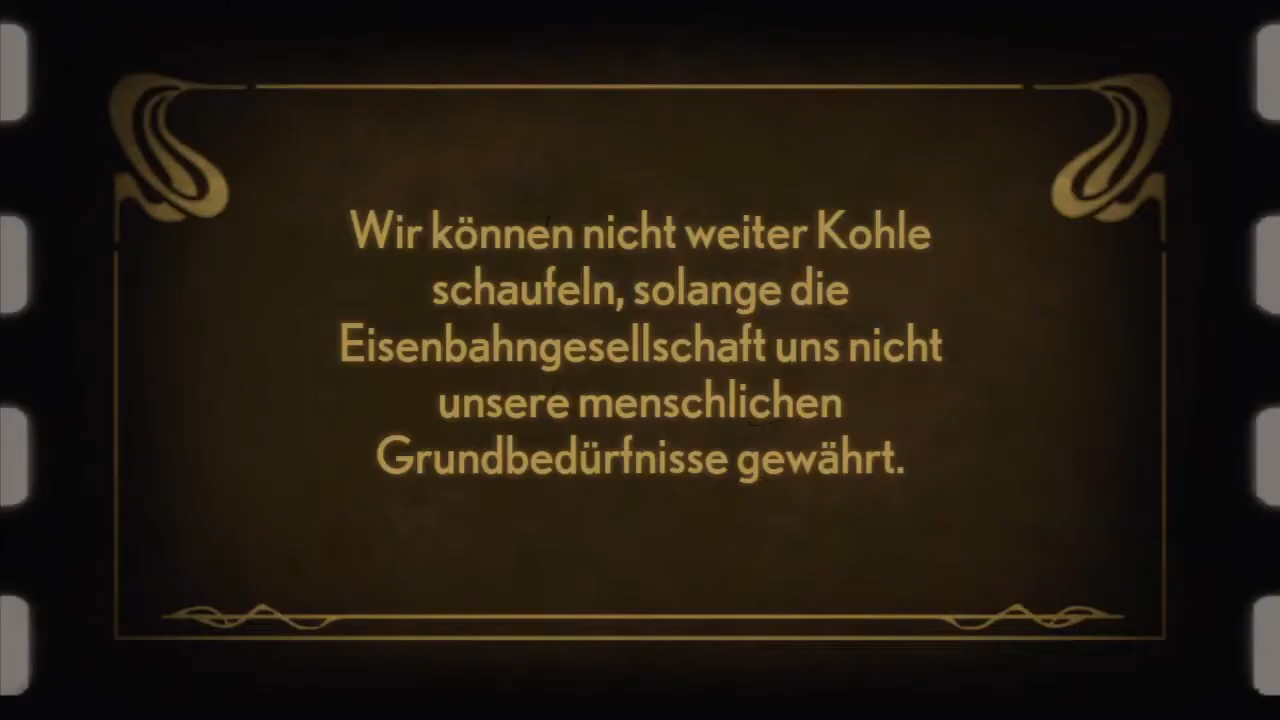 Wir können nicht weiter Kohle
schaufeln, solange die
Eisenbahngesellschaft uns nicht
unsere menschlichen
Grundbedürfnisse gewährt.